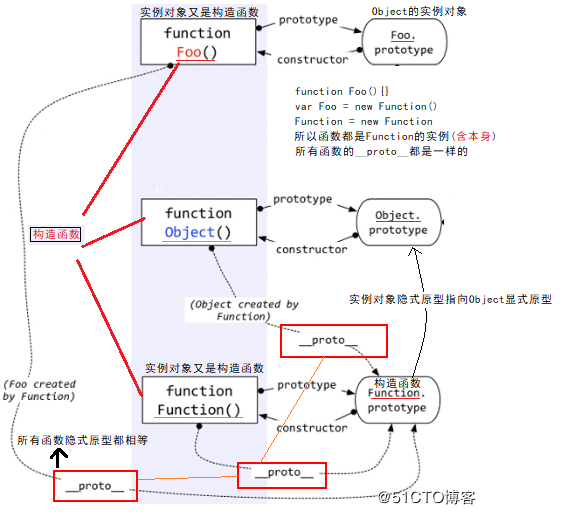 实例对象又是构造函数
Object的实例对象
function
Foo()
prototype
constructor
Foo.
prototype
function Foo(){}
var Foo = new Function()
Function = new Function
所以函数都是Function的实例(含本身)
所有函数的__proto__都是一样的
构造函数
function
Object()
prototype
constructor
Object.
prototype
(Object created by
Function)
实例对象隐式原型指向Object显式原型
__proto__
实例对象又是构造函数
function
Function()
prototype
constructor
构造函数
Function.
prototype
(Foo created
by Function)
所有函数隐式原型都相等
__proto__
__proto__
@51CTO博客